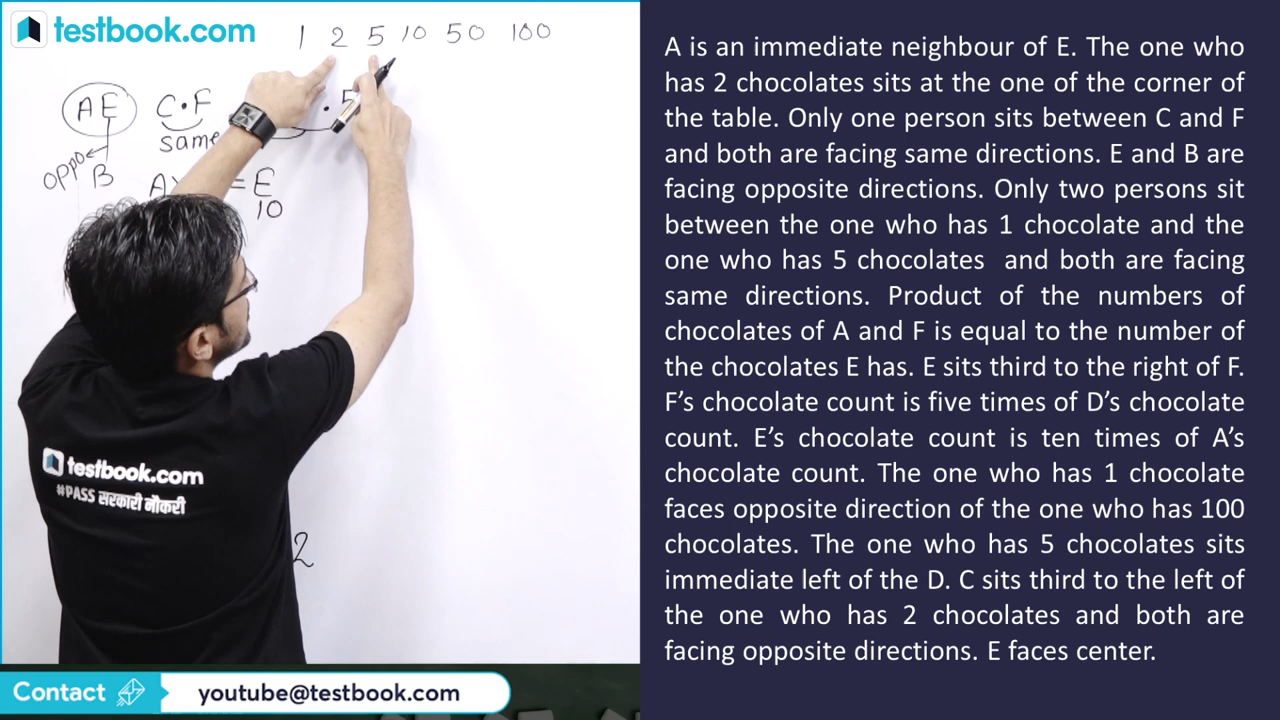 testbook.com
1 2 5 10 50 100
A E C . F . 5
same
oppo
B A = E
10
testbook.com
#PASS सरकारी नौकरी
2
Contact youtube@testbook.com
A is an immediate neighbour of E. The one who
has 2 chocolates sits at the one of the corner of
the table. Only one person sits between C and F
and both are facing same directions. E and B are
facing opposite directions. Only two persons sit
between the one who has 1 chocolate and the
one who has 5 chocolates and both are facing
same directions. Product of the numbers of
chocolates of A and F is equal to the number of
the chocolates E has. E sits third to the right of F.
F’s chocolate count is five times of D’s chocolate
count. E’s chocolate count is ten times of A’s
chocolate count. The one who has 1 chocolate
faces opposite direction of the one who has 100
chocolates. The one who has 5 chocolates sits
immediate left of the D. C sits third to the left of
the one who has 2 chocolates and both are
facing opposite directions. E faces center.